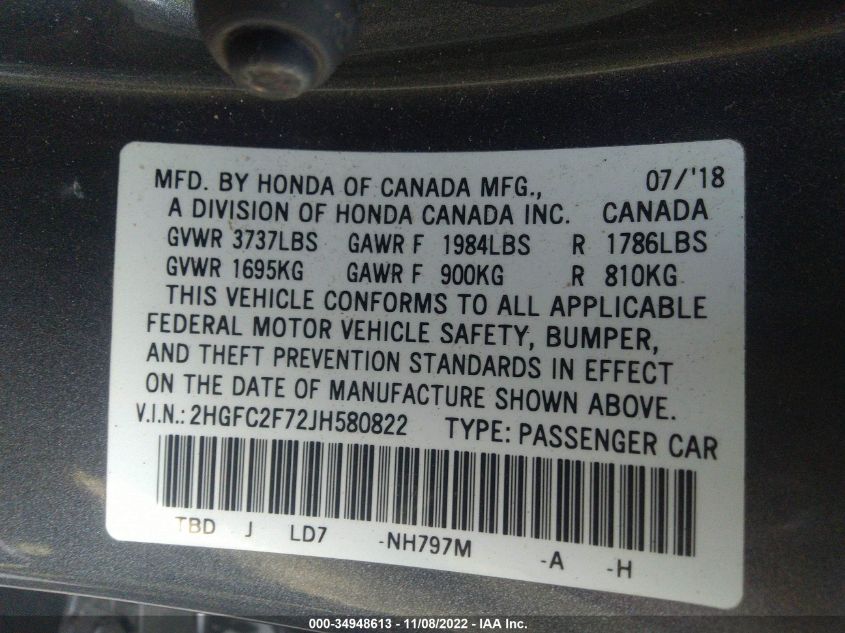 MFD. BY HONDA OF CANADA MFG., 07/'18
A DIVISION OF HONDA CANADA INC. CANADA
GVWR 3737LBS GAWR F 1984LBS R 1786LBS
GVWR 1695KG GAWR F 900KG R 810KG
THIS VEHICLE CONFORMS TO ALL APPLICABLE
FEDERAL MOTOR VEHICLE SAFETY, BUMPER,
AND THEFT PREVENTION STANDARDS IN EFFECT
ON THE DATE OF MANUFACTURE SHOWN ABOVE.
V.I.N.: 2HGFC2F72JH580822 TYPE: PASSENGER CAR
TBD J LD7 -NH797M -A -H
000-34948613 - 11/08/2022 - IAA Inc.